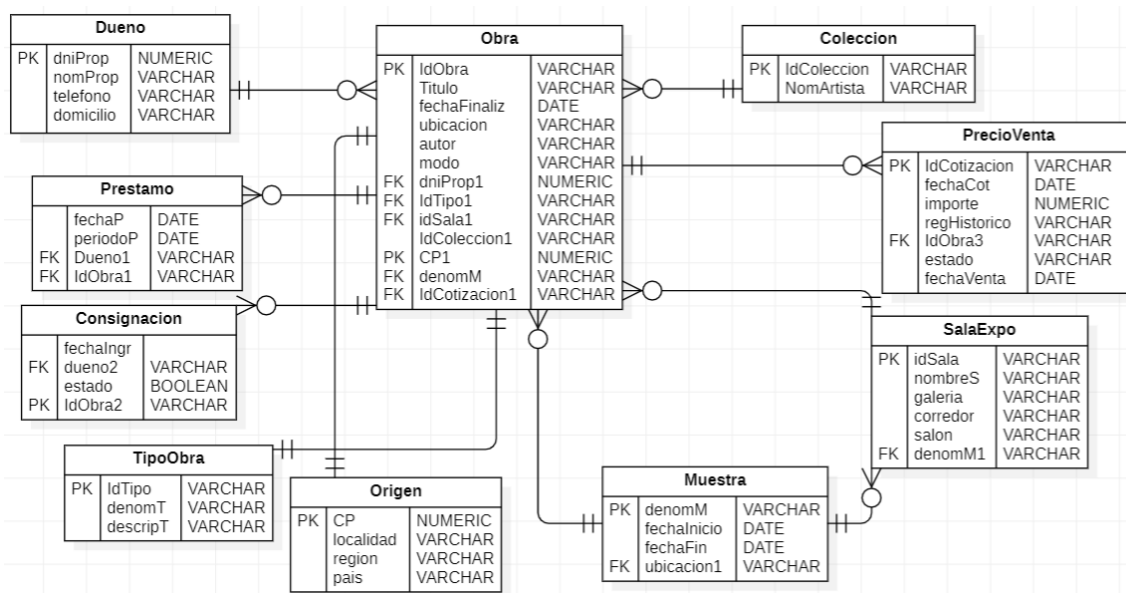 Dueno
PK dniProp NUMERIC
nomProp VARCHAR
telefono VARCHAR
domicilio VARCHAR
Obra
PK IdObra VARCHAR
Titulo VARCHAR
fechaFinaliz DATE
ubicacion VARCHAR
autor VARCHAR
modo VARCHAR
FK dniProp1 NUMERIC
FK IdTipo1 VARCHAR
FK idSala1 VARCHAR
IdColeccion1 VARCHAR
PK CP1 NUMERIC
FK denomM VARCHAR
FK IdCotizacion1 VARCHAR
Coleccion
PK IdColeccion VARCHAR
NomArtista VARCHAR
PrecioVenta
PK IdCotizacion VARCHAR
fechaCot DATE
importe NUMERIC
regHistorico VARCHAR
FK IdObra3 VARCHAR
estado VARCHAR
fechaVenta DATE
Prestamo
fechaP DATE
periodoP DATE
FK Dueno1 VARCHAR
FK IdObra1 VARCHAR
Consignacion
fechaIngr
FK dueno2 VARCHAR
estado BOOLEAN
PK IdObra2 VARCHAR
SalaExpo
PK idSala VARCHAR
nombreS VARCHAR
galeria VARCHAR
corredor VARCHAR
salon VARCHAR
FK denomM1 VARCHAR
TipoObra
PK IdTipo VARCHAR
denomT VARCHAR
descripT VARCHAR
Origen
PK CP NUMERIC
localidad VARCHAR
region VARCHAR
pais VARCHAR
Muestra
PK denomM VARCHAR
fechaInicio DATE
fechaFin DATE
FK ubicacion1 VARCHAR